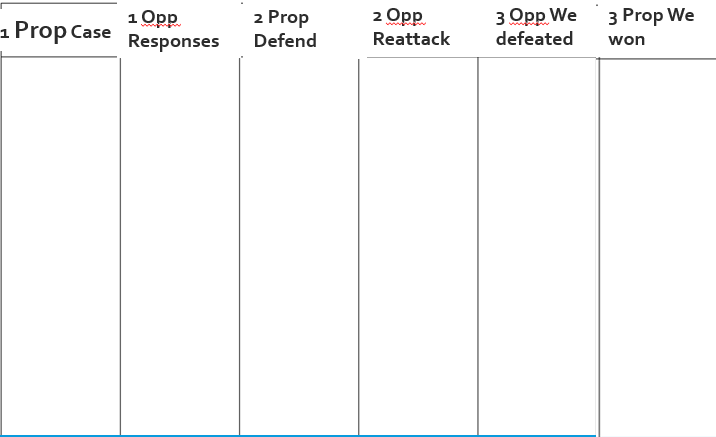 1 Prop Case
1 Opp
Responses
2 Prop
Defend
2 Opp
Reattack
3 Opp We
defeated
3 Prop We
won